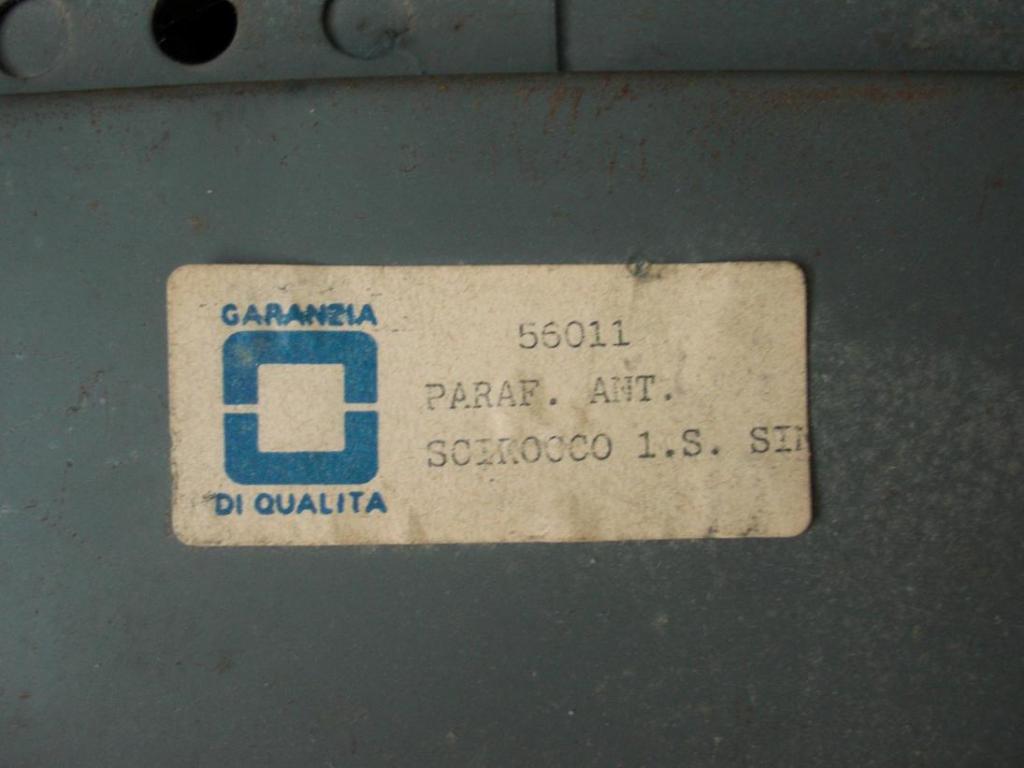 GARANZIA
DI QUALITA
56011
PARAF. ANT.
SCIROCCO 1.S. SIN